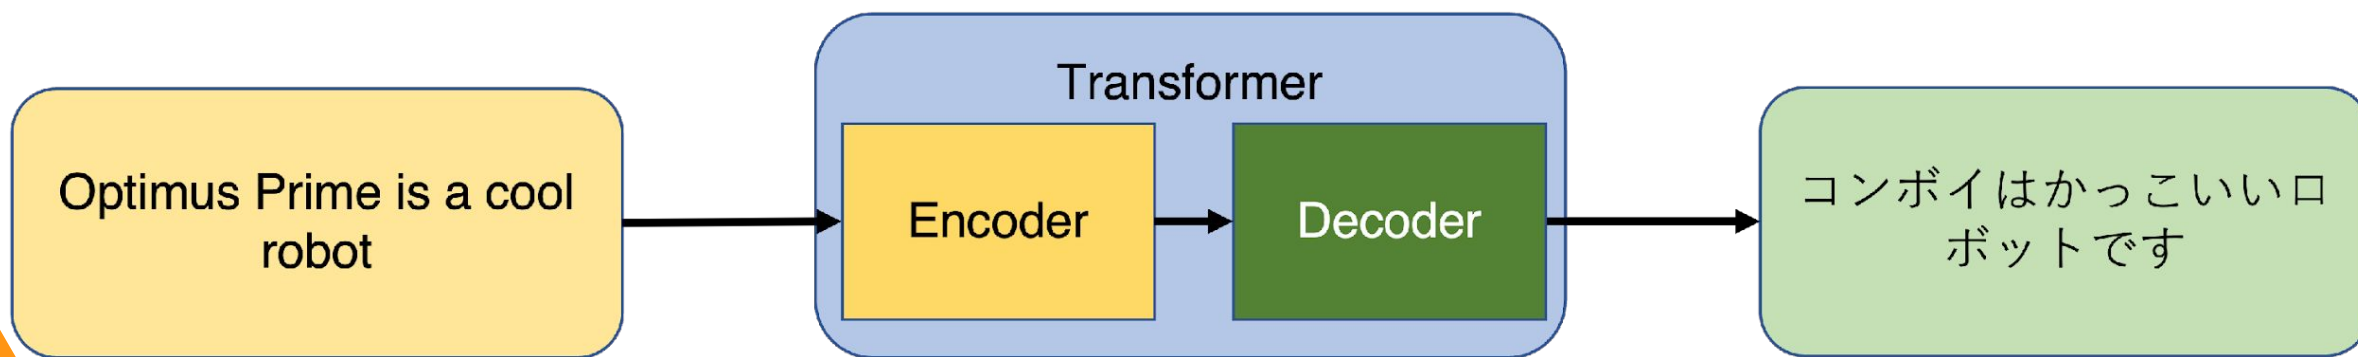 Transformer
Optimus Prime is a cool
robot
Encoder
Decoder
コンボイはかっこいいロ
ボットです